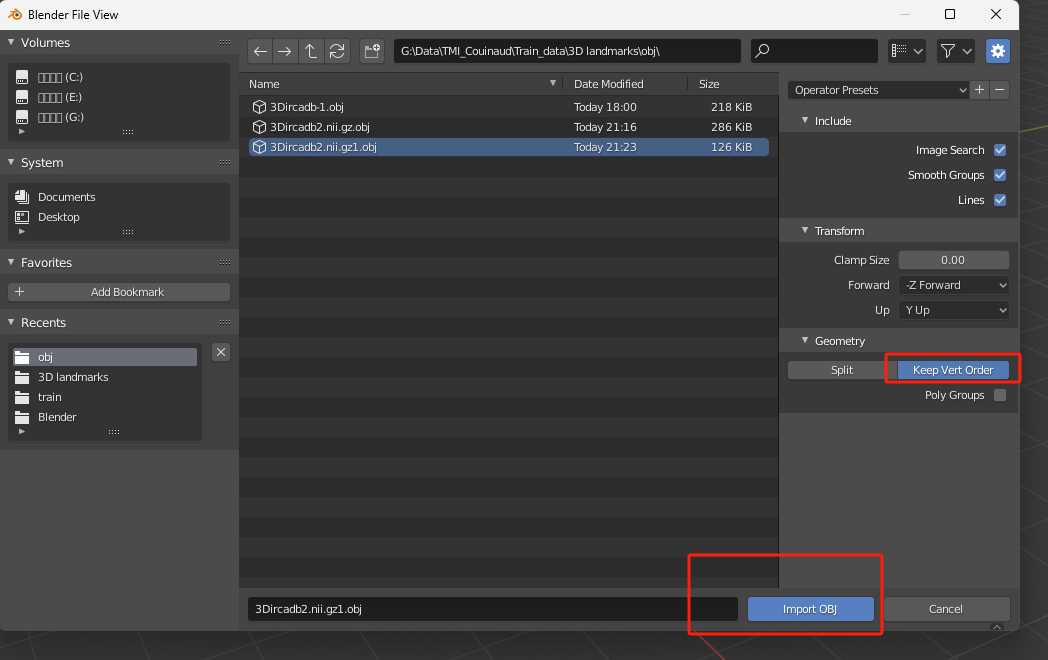 Blender File View
Volumes
(C:)
(E:)
(G:)
System
Documents
Desktop
Favorites
Add Bookmark
Recents
obj
3D landmarks
train
Blender
G:\Data\TMI_Couinaud\Train_data\3D landmarks\obj\
Name Date Modified Size
3Dircadb-1.obj Today 18:00 218 KiB
3Dircadb2.nii.gz.obj Today 21:16 286 KiB
3Dircadb2.nii.gz1.obj Today 21:23 126 KiB
Operator Presets
Include
Image Search
Smooth Groups
Lines
Transform
Clamp Size 0.00
Forward -Z Forward
Up Y Up
Geometry
Split Keep Vert Order
Poly Groups
3Dircadb2.nii.gz1.obj Import OBJ Cancel